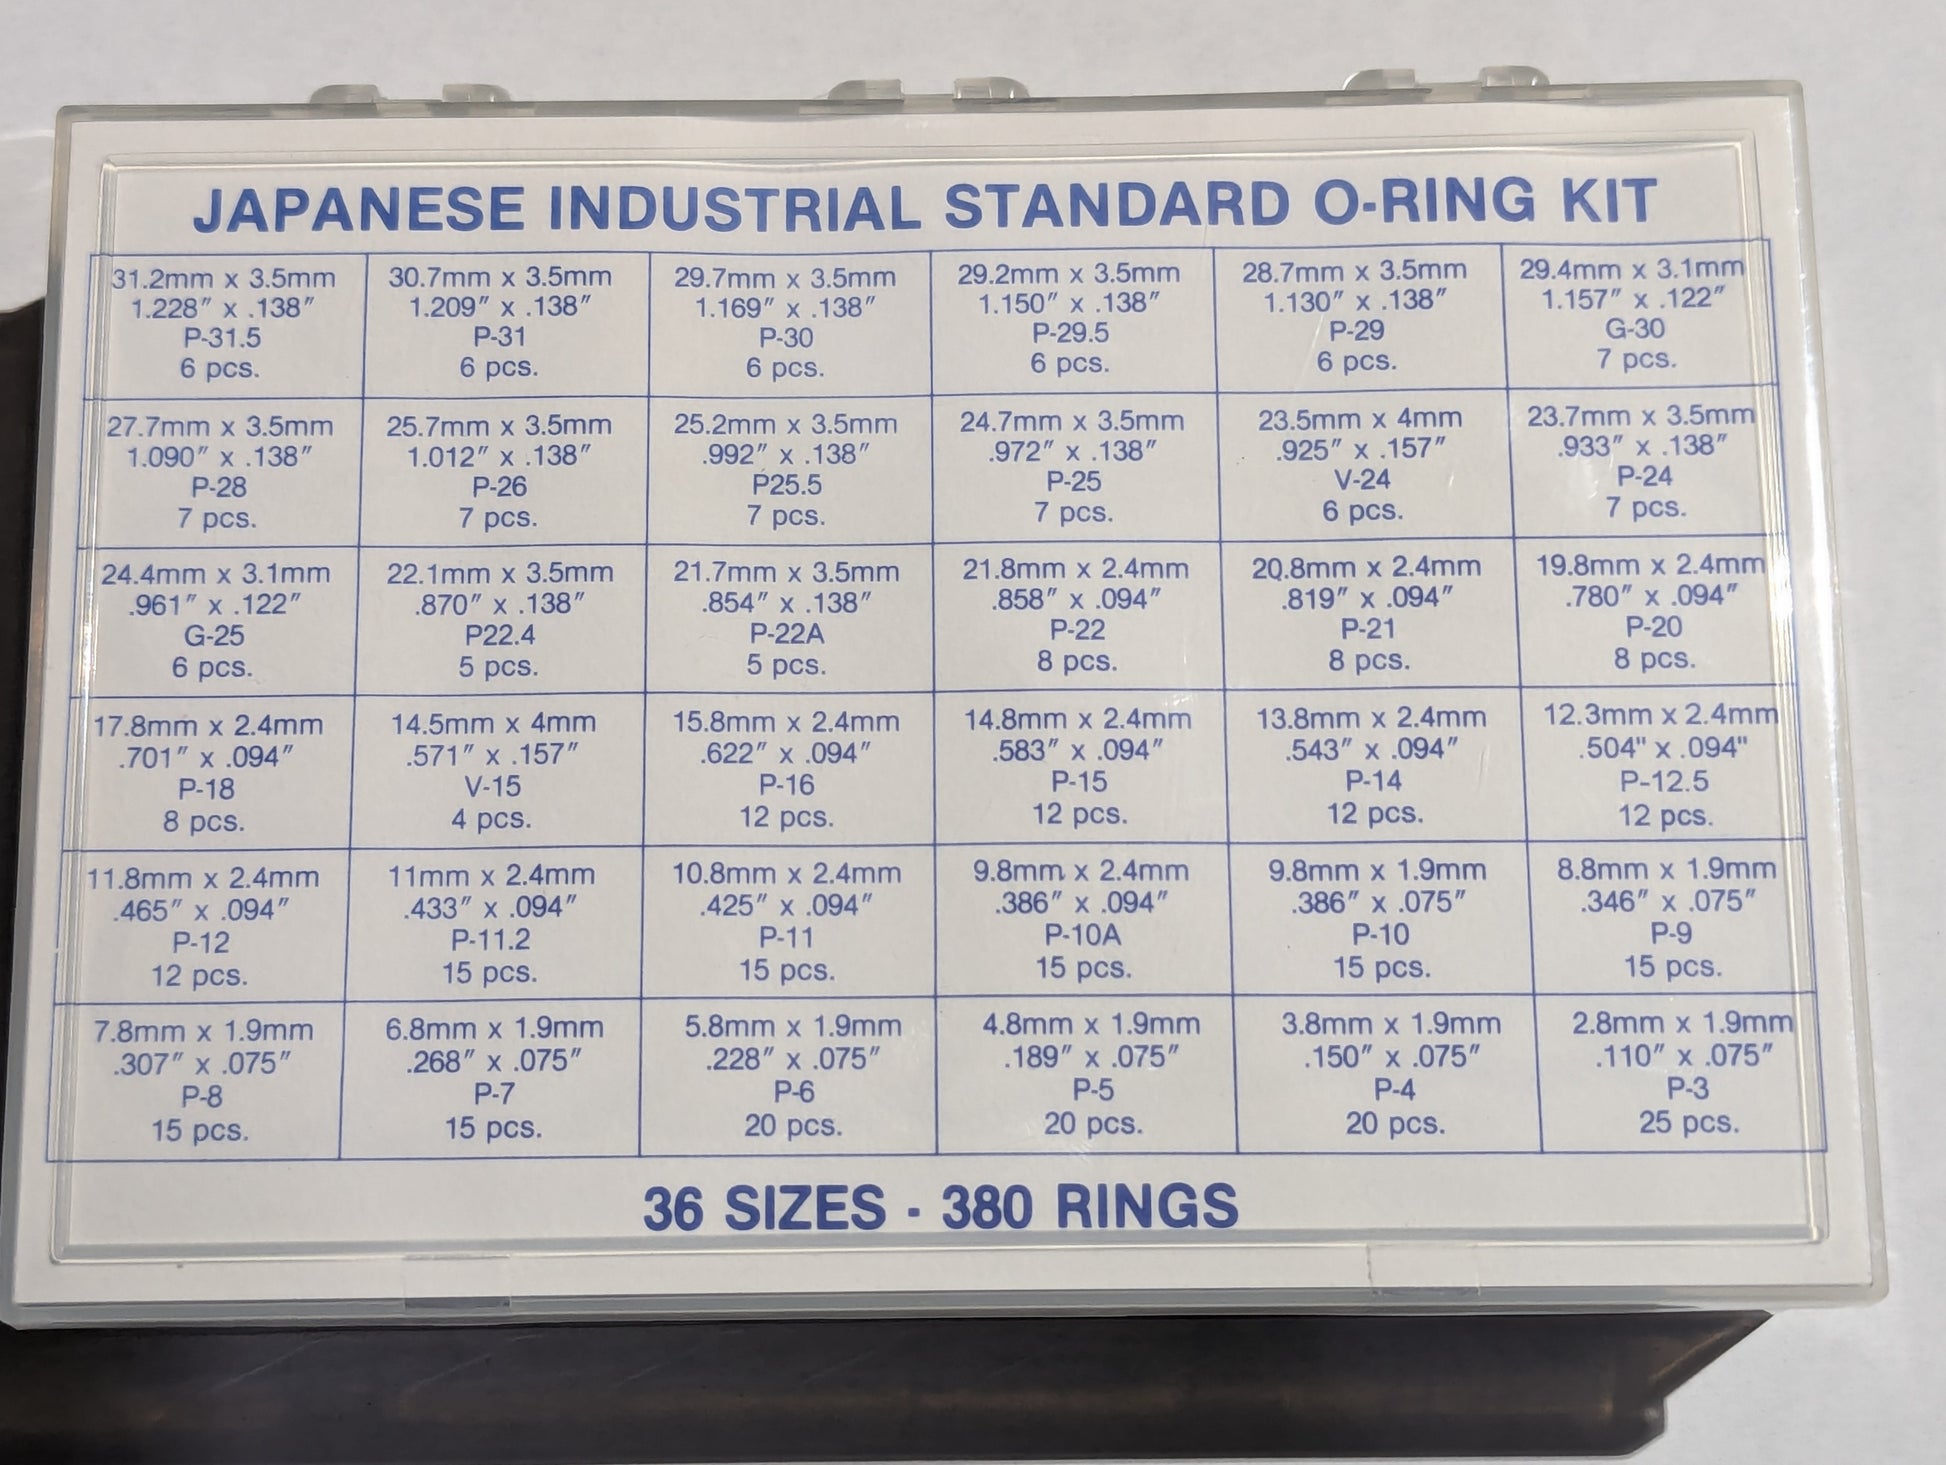 JAPANESE INDUSTRIAL STANDARD O-RING KIT
31.2mm x 3.5mm
1.228″ x .138″
P-31.5
6 pcs.
30.7mm x 3.5mm
1.209″ x .138″
P-31
6 pcs.
29.7mm x 3.5mm
1.169″ x .138″
P-30
6 pcs.
29.2mm x 3.5mm
1.150″ x .138″
P-29.5
6 pcs.
28.7mm x 3.5mm
1.130″ x .138″
P-29
6 pcs.
29.4mm x 3.1mm
1.157″ x .122″
G-30
7 pcs.
27.7mm x 3.5mm
1.090″ x .138″
P-28
7 pcs.
25.7mm x 3.5mm
1.012″ x .138″
P-26
7 pcs.
25.2mm x 3.5mm
.992″ x .138″
P25.5
7 pcs.
24.7mm x 3.5mm
.972″ x .138″
P-25
7 pcs.
23.5mm x 4mm
.925″ x .157″
V-24
6 pcs.
23.7mm x 3.5mm
.933″ x .138″
P-24
7 pcs.
24.4mm x 3.1mm
.961″ x .122″
G-25
6 pcs.
22.1mm x 3.5mm
.870″ x .138″
P22.4
5 pcs.
21.7mm x 3.5mm
.854″ x .138″
P-22A
5 pcs.
21.8mm x 2.4mm
.858″ x .094″
P-22
8 pcs.
20.8mm x 2.4mm
.819″ x .094″
P-21
8 pcs.
19.8mm x 2.4mm
.780″ x .094″
P-20
8 pcs.
17.8mm x 2.4mm
.701″ x .094″
P-18
8 pcs.
14.5mm x 4mm
.571″ x .157″
V-15
4 pcs.
15.8mm x 2.4mm
.622″ x .094″
P-16
12 pcs.
14.8mm x 2.4mm
.583″ x .094″
P-15
12 pcs.
13.8mm x 2.4mm
.543″ x .094″
P-14
12 pcs.
12.3mm x 2.4mm
.504" x .094"
P-12.5
12 pcs.
11.8mm x 2.4mm
.465″ x .094″
P-12
12 pcs.
11mm x 2.4mm
.433″ x .094″
P-11.2
15 pcs.
10.8mm x 2.4mm
.425″ x .094″
P-11
15 pcs.
9.8mm x 2.4mm
.386″ x .094″
P-10A
15 pcs.
9.8mm x 1.9mm
.386″ x .075″
P-10
15 pcs.
8.8mm x 1.9mm
.346″ x .075″
P-9
15 pcs.
7.8mm x 1.9mm
.307″ x .075″
P-8
15 pcs.
6.8mm x 1.9mm
.268″ x .075″
P-7
15 pcs.
5.8mm x 1.9mm
.228″ x .075″
P-6
20 pcs.
4.8mm x 1.9mm
.189″ x .075″
P-5
20 pcs.
3.8mm x 1.9mm
.150″ x .075″
P-4
20 pcs.
2.8mm x 1.9mm
.110″ x .075″
P-3
25 pcs.
36 SIZES - 380 RINGS